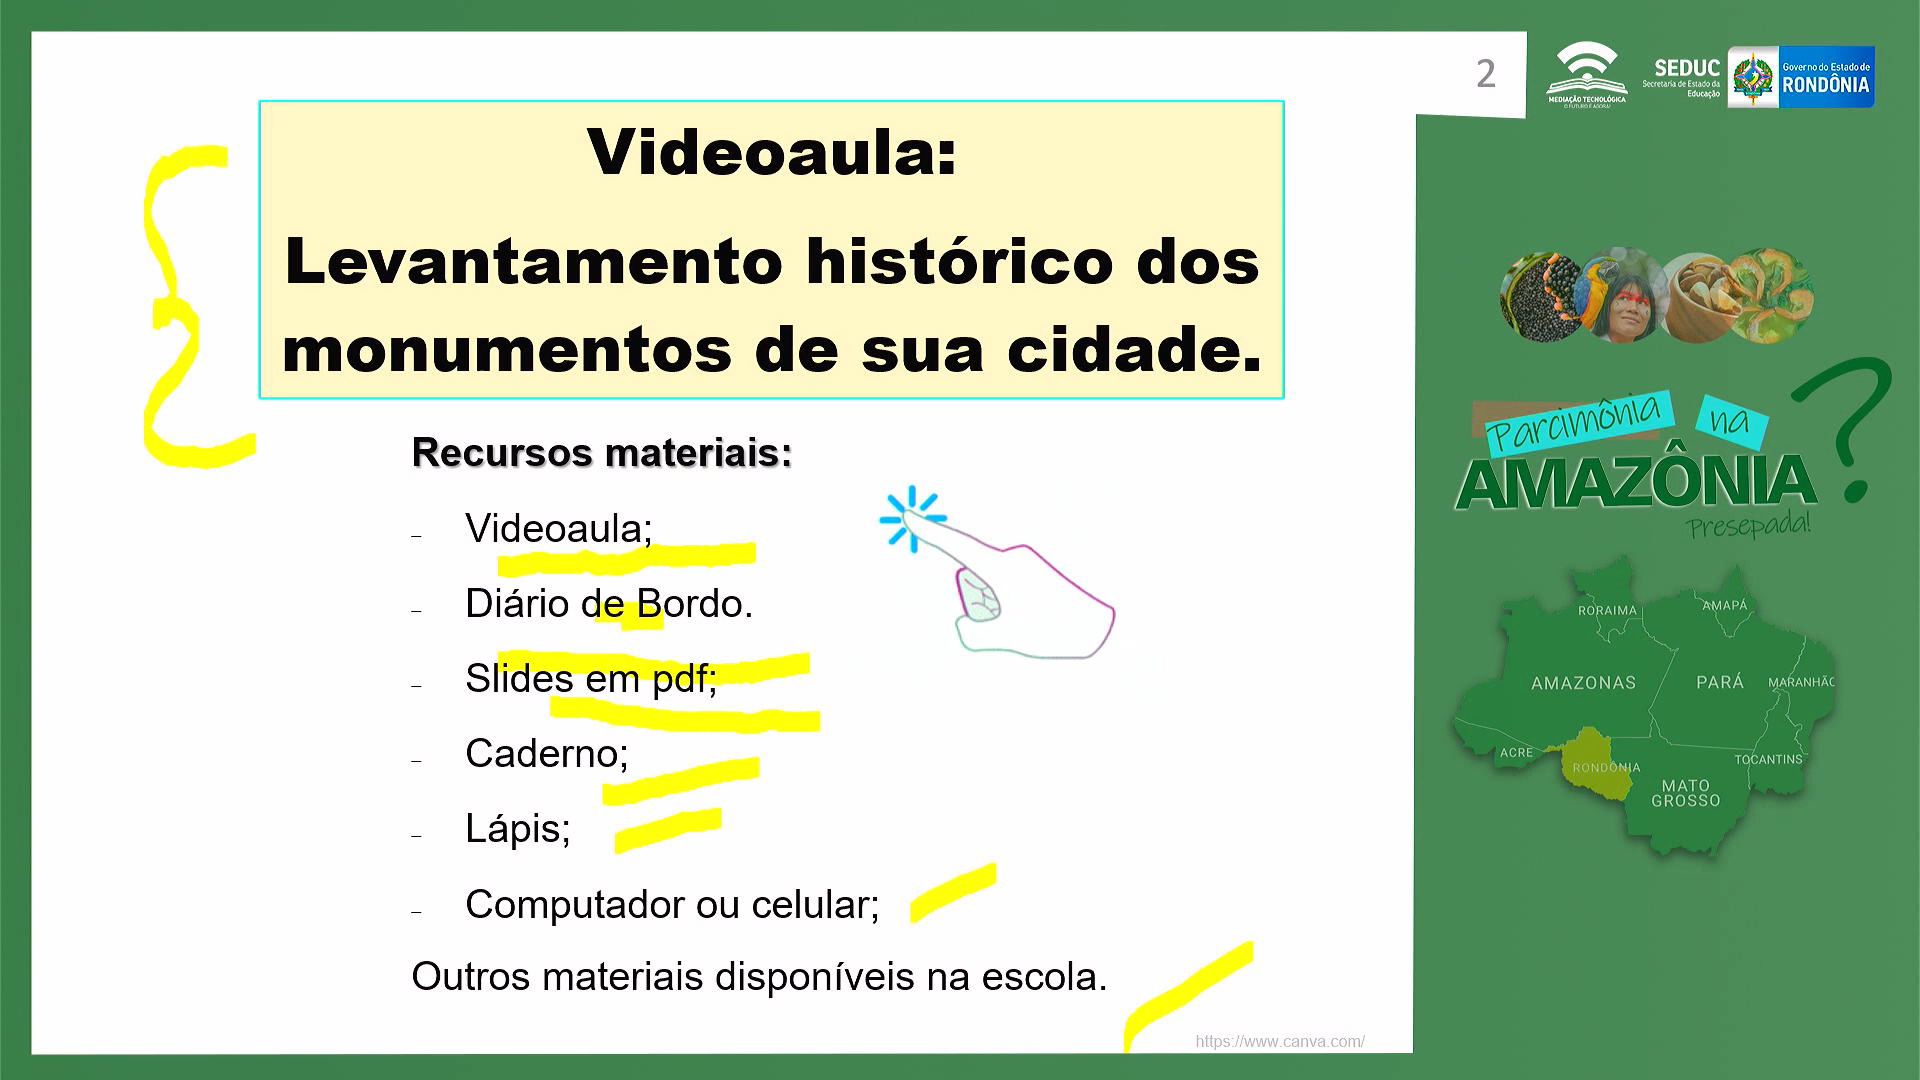 2
MEDIAÇÃO TECNOLÓGICA
O FUTURO É AGORA!
SEDUC
Secretaria de Estado da
Educação
Governo do Estado de
RONDÔNIA
Videoaula:
Levantamento histórico dos
monumentos de sua cidade.
Recursos materiais:
– Videoaula;
– Diário de Bordo.
– Slides em pdf;
– Caderno;
– Lápis;
– Computador ou celular;
Outros materiais disponíveis na escola.
https://www.canva.com/
Parcimônia na
AMAZÔNIA?
Presepada!
RORAIMA
AMAPÁ
AMAZONAS
PARÁ
MARANHÃO
ACRE
RONDÔNIA
TOCANTINS
MATO
GROSSO